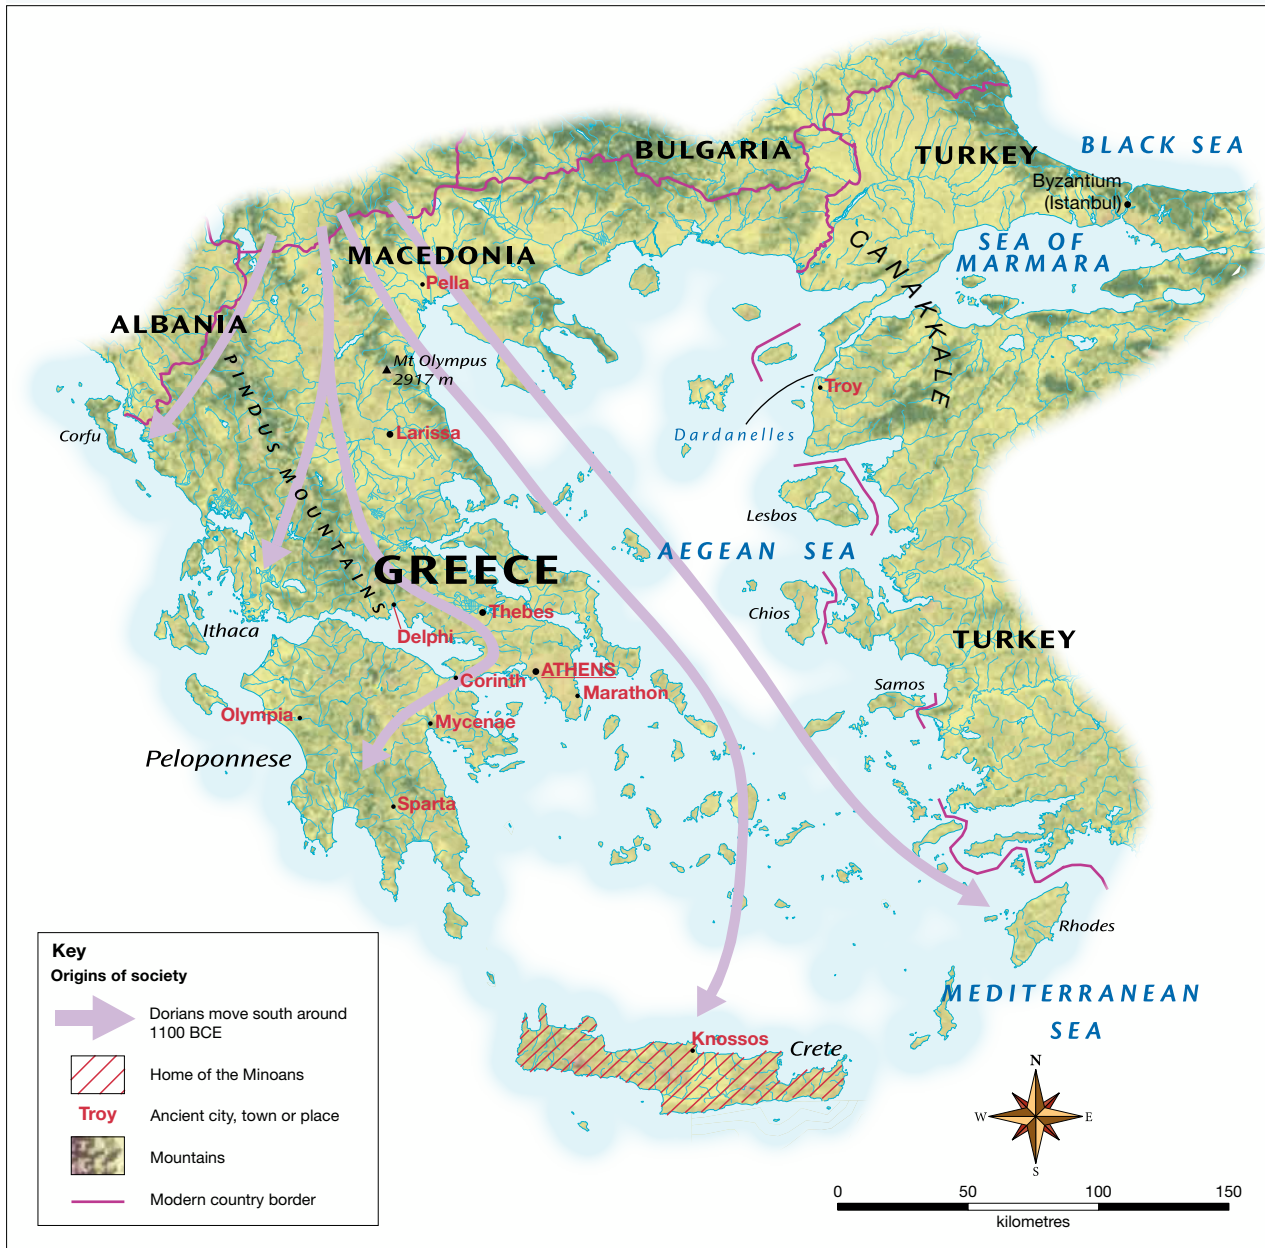 BULGARIA
TURKEY
BLACK SEA
Byzantium
(Istanbul)
SEA OF
MARMARA
CANAKKALE
MACEDONIA
Pella
ALBANIA
PINDUS MOUNTAINS
Mt Olympus
2917 m
Troy
Corfu
Larissa
Dardanelles
Lesbos
AEGEAN SEA
GREECE
Chios
Thebes
Ithaca
Delphi
TURKEY
ATHENS
Corinth
Marathon
Samos
Olympia
Mycenae
Peloponnese
Sparta
Rhodes
MEDITERRANEAN
SEA
Knossos
Crete
Key
Origins of society
Dorians move south around
1100 BCE
Home of the Minoans
Troy
Ancient city, town or place
Mountains
Modern country border
N
W
E
S
0 50 100 150
kilometres